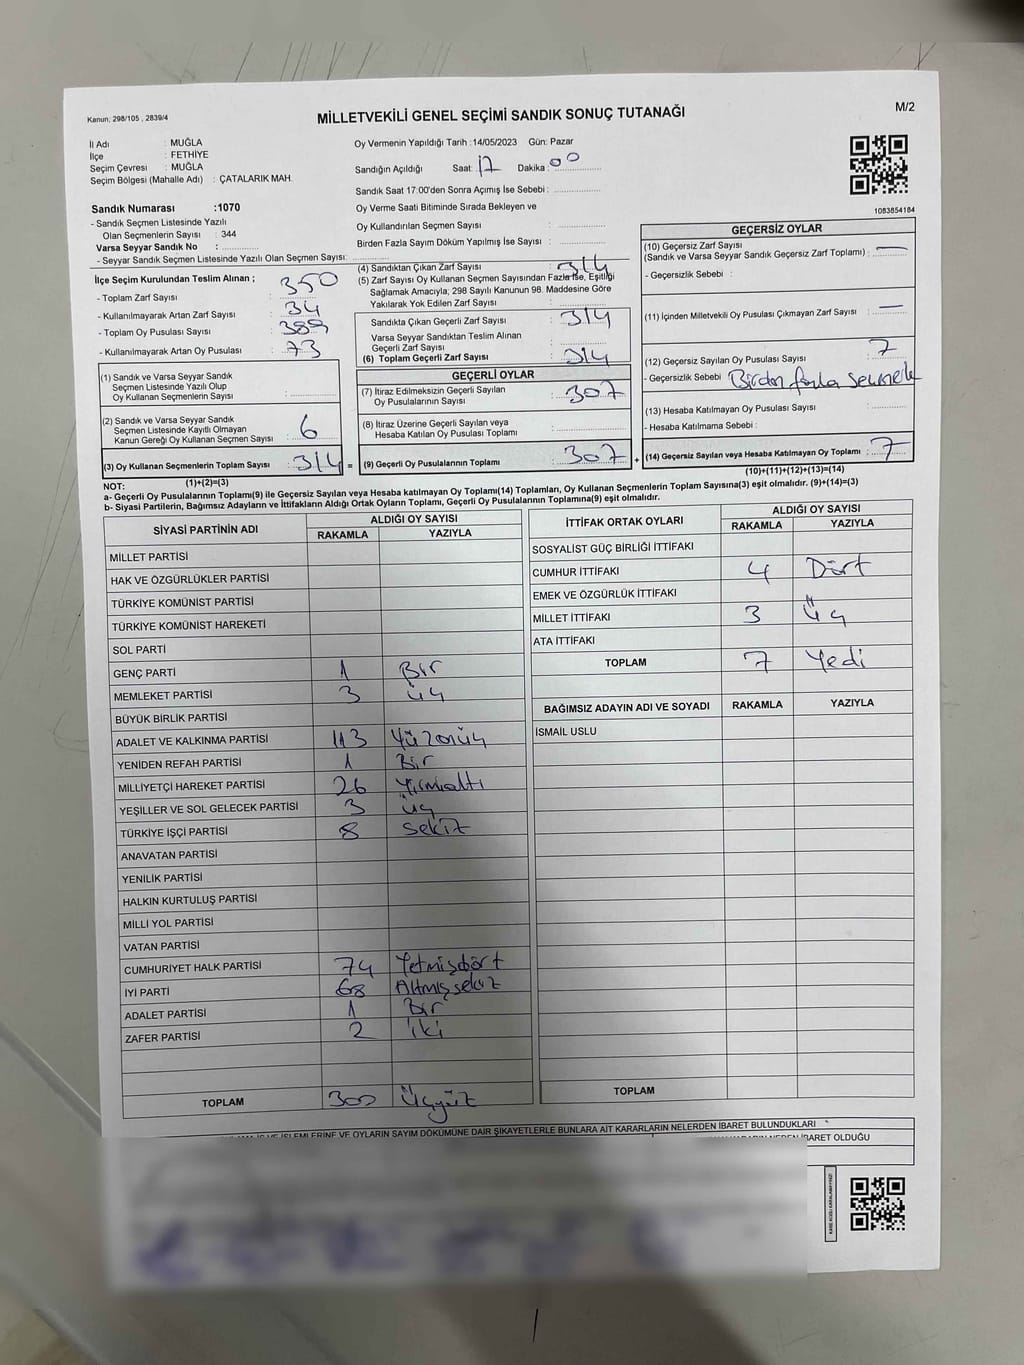 Kanun; 298/105 , 2839/4
MİLLETVEKİLİ GENEL SEÇİMİ SANDIK SONUÇ TUTANAĞI
M/2
İl Adı : MUĞLA
İlçe : FETHİYE
Seçim Çevresi : MUĞLA
Seçim Bölgesi (Mahalle Adı) : ÇATALARIK MAH.
Sandık Numarası :1070
- Sandık Seçmen Listesinde Yazılı
Olan Seçmenlerin Sayısı : 344
Varsa Seyyar Sandık No :
- Seyyar Sandık Seçmen Listesinde Yazılı Olan Seçmen Sayısı:
Oy Vermenin Yapıldığı Tarih :14/05/2023 Gün: Pazar
Sandığın Açıldığı Saat: 17 Dakika: 00
Sandık Saat 17:00'den Sonra Açımış İse Sebebi :
Oy Verme Saati Bitiminde Sırada Bekleyen ve
Oy Kullandırılan Seçmen Sayısı :
Birden Fazla Sayım Döküm Yapılmış İse Sayısı :
1083854184
İlçe Seçim Kurulundan Teslim Alınan ;
- Toplam Zarf Sayısı : 350
- Kullanılmayarak Artan Zarf Sayısı : 34
- Toplam Oy Pusulası Sayısı : 389
- Kullanılmayarak Artan Oy Pusulası : 73
(1) Sandık ve Varsa Seyyar Sandık
Seçmen Listesinde Yazılı Olup
Oy Kullanan Seçmenlerin Sayısı :
(2) Sandık ve Varsa Seyyar Sandık
Seçmen Listesinde Kayıtlı Olmayan
Kanun Gereği Oy Kullanan Seçmen Sayısı : 6
(3) Oy Kullanan Seçmenlerin Toplam Sayısı : 314 =
(1)+(2)=(3)
(4) Sandıktan Çıkan Zarf Sayısı : 314
(5) Zarf Sayısı Oy Kullanan Seçmen Sayısından Fazla İse, Eşitliği
Sağlamak Amacıyla; 298 Sayılı Kanunun 98. Maddesine Göre
Yakılarak Yok Edilen Zarf Sayısı :
Sandıkta Çıkan Geçerli Zarf Sayısı : 314
Varsa Seyyar Sandıktan Teslim Alınan
Geçerli Zarf Sayısı :
(6) Toplam Geçerli Zarf Sayısı : 314
GEÇERLİ OYLAR
(7) İtiraz Edilmeksizin Geçerli Sayılan
Oy Pusulalarının Sayısı : 307
(8) İtiraz Üzerine Geçerli Sayılan veya
Hesaba Katılan Oy Pusulası Toplamı :
(9) Geçerli Oy Pusulalarının Toplamı : 307 +
GEÇERSİZ OYLAR
(10) Geçersiz Zarf Sayısı
(Sandık ve Varsa Seyyar Sandık Geçersiz Zarf Toplamı) : —
- Geçersizlik Sebebi :
(11) İçinden Milletvekili Oy Pusulası Çıkmayan Zarf Sayısı : —
(12) Geçersiz Sayılan Oy Pusulası Sayısı : 7
- Geçersizlik Sebebi Birden fazla
(13) Hesaba Katılmayan Oy Pusulası Sayısı :
- Hesaba Katılmama Sebebi :
(14) Geçersiz Sayılan veya Hesaba Katılmayan Oy Toplamı : 7
(10)+(11)+(12)+(13)=(14)
NOT:
a- Geçerli Oy Pusulasının Toplamı(9) ile Geçersiz Sayılan veya Hesaba katılmayan Oy Toplamı(14) Toplamları, Oy Kullanan Seçmenlerin Toplam Sayısına(3) eşit olmalıdır. (9)+(14)=(3)
b- Siyasi Partilerin, Bağımsız Adayların ve İttifakların Aldığı Ortak Oyların Toplamı, Geçerli Oy Pusulalarının Toplamına(9) eşit olmalıdır.
SİYASİ PARTİNİN ADI ALDIĞI OY SAYISI
RAKAMLA YAZIYLA
MİLLET PARTİSİ
HAK VE ÖZGÜRLÜKLER PARTİSİ
TÜRKİYE KOMÜNİST PARTİSİ
TÜRKİYE KOMÜNİST HAREKETİ
SOL PARTİ
GENÇ PARTİ 1 Bir
MEMLEKET PARTİSİ 3 Üç
BÜYÜK BİRLİK PARTİSİ
ADALET VE KALKINMA PARTİSİ 113 Yüzonüç
YENİDEN REFAH PARTİSİ 1 Bir
MİLLİYETÇİ HAREKET PARTİSİ 26 Yirmialtı
YEŞİLLER VE SOL GELECEK PARTİSİ 3 Üç
TÜRKİYE İŞÇİ PARTİSİ 8 Sekiz
ANAVATAN PARTİSİ
YENİLİK PARTİSİ
HALKIN KURTULUŞ PARTİSİ
MİLLİ YOL PARTİSİ
VATAN PARTİSİ
CUMHURİYET HALK PARTİSİ 74 Yetmişdört
İYİ PARTİ 68 Altmışsekiz
ADALET PARTİSİ 1 Bir
ZAFER PARTİSİ 2 İki
TOPLAM 300 Üçyüz
İTTİFAK ORTAK OYLARI ALDIĞI OY SAYISI
RAKAMLA YAZIYLA
SOSYALİST GÜÇ BİRLİĞİ İTTİFAKI
CUMHUR İTTİFAKI 4 Dört
EMEK VE ÖZGÜRLÜK İTTİFAKI
MİLLET İTTİFAKI 3 Üç
ATA İTTİFAKI
TOPLAM 7 Yedi
BAĞIMSIZ ADAYIN ADI VE SOYADI RAKAMLA YAZIYLA
İSMAİL USLU
TOPLAM
İŞLEMLERİNE VE OYLARIN SAYIM DÖKÜMÜNE DAİR ŞİKAYETLERLE BUNLARA AİT KARARLARIN NELERDEN İBARET BULUNDUKLARI
İBARET OLDUĞU